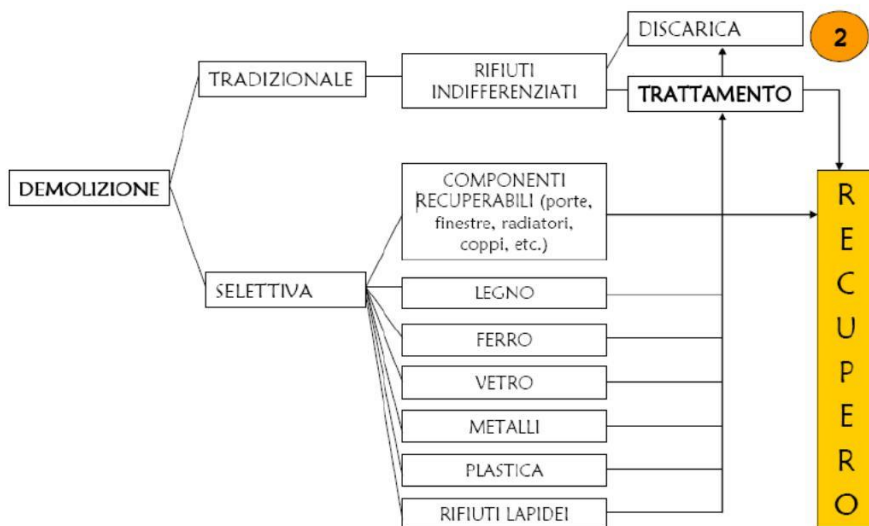 DISCARICA
2
TRADIZIONALE
RIFIUTI
INDIFFERENZIATI
TRATTAMENTO
DEMOLIZIONE
COMPONENTI
RECUPERABILI (porte,
finestre, radiatori,
coppi, etc.)
SELETTIVA
LEGNO
FERRO
VETRO
METALLI
PLASTICA
RIFIUTI LAPIDEI
R
E
C
U
P
E
R
O